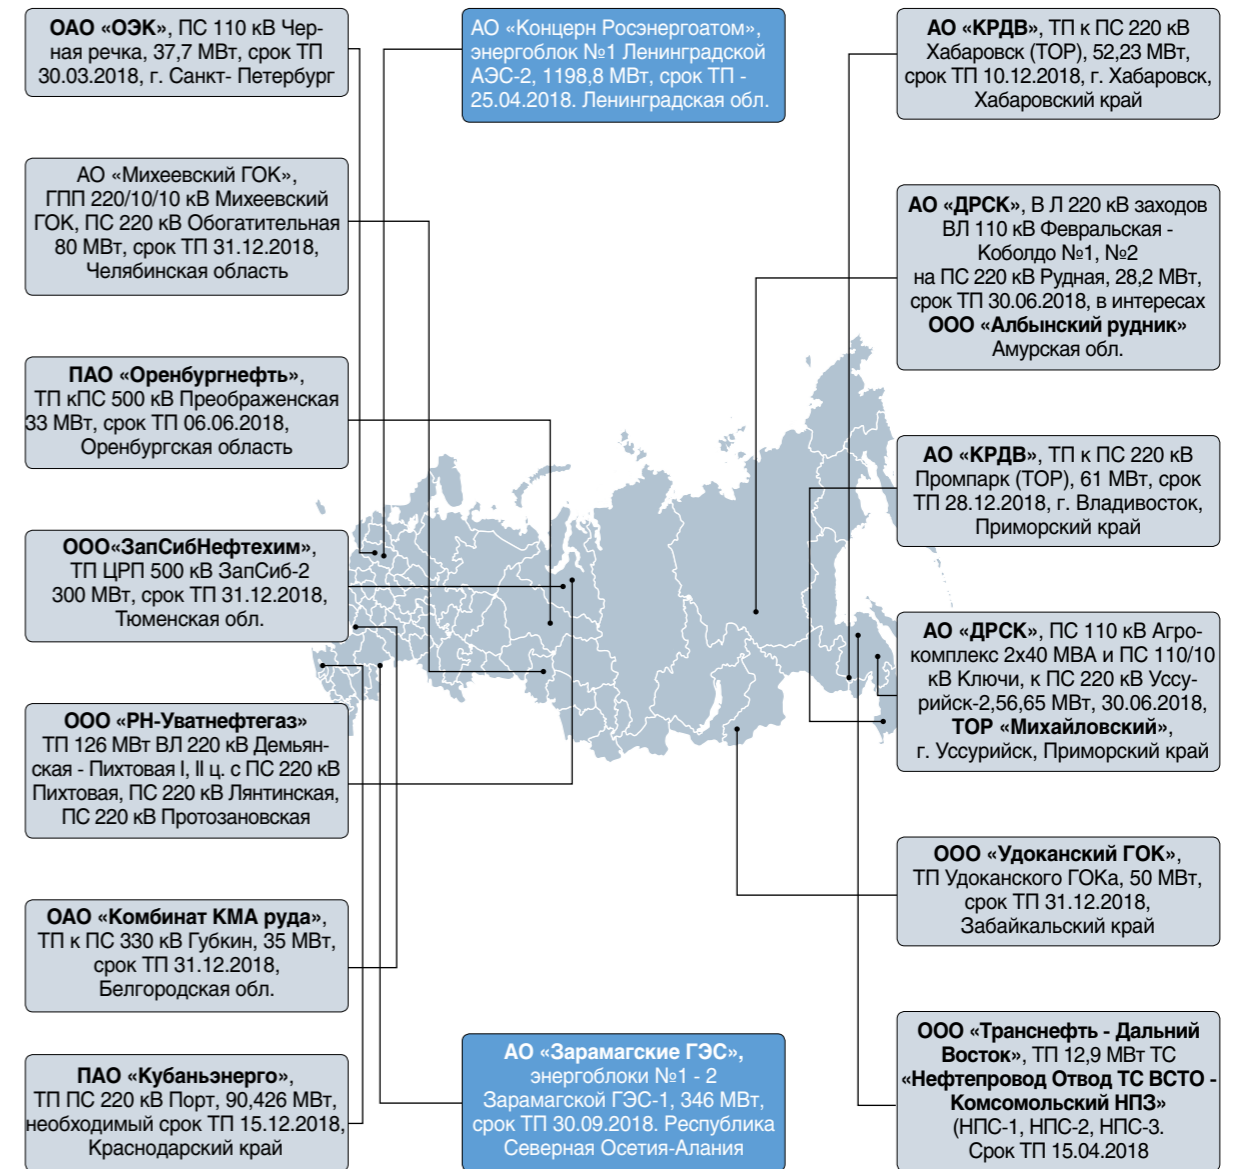 ОАО «ОЭК», ПС 110 кВ Чер-
ная речка, 37,7 МВт, срок ТП
30.03.2018, г. Санкт- Петербург
АО «Михеевский ГОК»,
ГПП 220/10/10 кВ Михеевский
ГОК, ПС 220 кВ Обогатительная
80 МВт, срок ТП 31.12.2018,
Челябинская область
ПАО «Оренбургнефть»,
ТП кПС 500 кВ Преображенская
33 МВт, срок ТП 06.06.2018,
Оренбургская область
ООО«ЗапСибНефтехим»,
ТП ЦРП 500 кВ ЗапСиб-2
300 МВт, срок ТП 31.12.2018,
Тюменская обл.
ООО «РН-Уватнефтегаз»
ТП 126 МВт ВЛ 220 кВ Демьян-
ская - Пихтовая I, II ц. с ПС 220 кВ
Пихтовая, ПС 220 кВ Лянтинская,
ПС 220 кВ Протозановская
ОАО «Комбинат КМА руда»,
ТП к ПС 330 кВ Губкин, 35 МВт,
срок ТП 31.12.2018,
Белгородская обл.
ПАО «Кубаньэнерго»,
ТП ПС 220 кВ Порт, 90,426 МВт,
необходимый срок ТП 15.12.2018,
Краснодарский край
АО «Концерн Росэнергоатом»,
энергоблок №1 Ленинградской
АЭС-2, 1198,8 МВт, срок ТП -
25.04.2018. Ленинградская обл.
АО «Зарамагские ГЭС»,
энергоблоки №1 - 2
Зарамагской ГЭС-1, 346 МВт,
срок ТП 30.09.2018. Республика
Северная Осетия-Алания
АО «КРДВ», ТП к ПС 220 кВ
Хабаровск (ТОР), 52,23 МВт,
срок ТП 10.12.2018, г. Хабаровск,
Хабаровский край
АО «ДРСК», В Л 220 кВ заходов
ВЛ 110 кВ Февральская -
Коболдо №1, №2
на ПС 220 кВ Рудная, 28,2 МВт,
срок ТП 30.06.2018, в интересах
ООО «Албынский рудник»
Амурская обл.
АО «КРДВ», ТП к ПС 220 кВ
Промпарк (ТОР), 61 МВт, срок
ТП 28.12.2018, г. Владивосток,
Приморский край
АО «ДРСК», ПС 110 кВ Агро-
комплекс 2х40 МВА и ПС 110/10
кВ Ключи, к ПС 220 кВ Уссу-
рийск-2,56,65 МВт, 30.06.2018,
ТОР «Михайловский»,
г. Уссурийск, Приморский край
ООО «Удоканский ГОК»,
ТП Удоканского ГОКа, 50 МВт,
срок ТП 31.12.2018,
Забайкальский край
ООО «Транснефть - Дальний
Восток», ТП 12,9 МВт ТС
«Нефтепровод Отвод ТС ВСТО -
Комсомольский НПЗ»
(НПС-1, НПС-2, НПС-3.
Срок ТП 15.04.2018